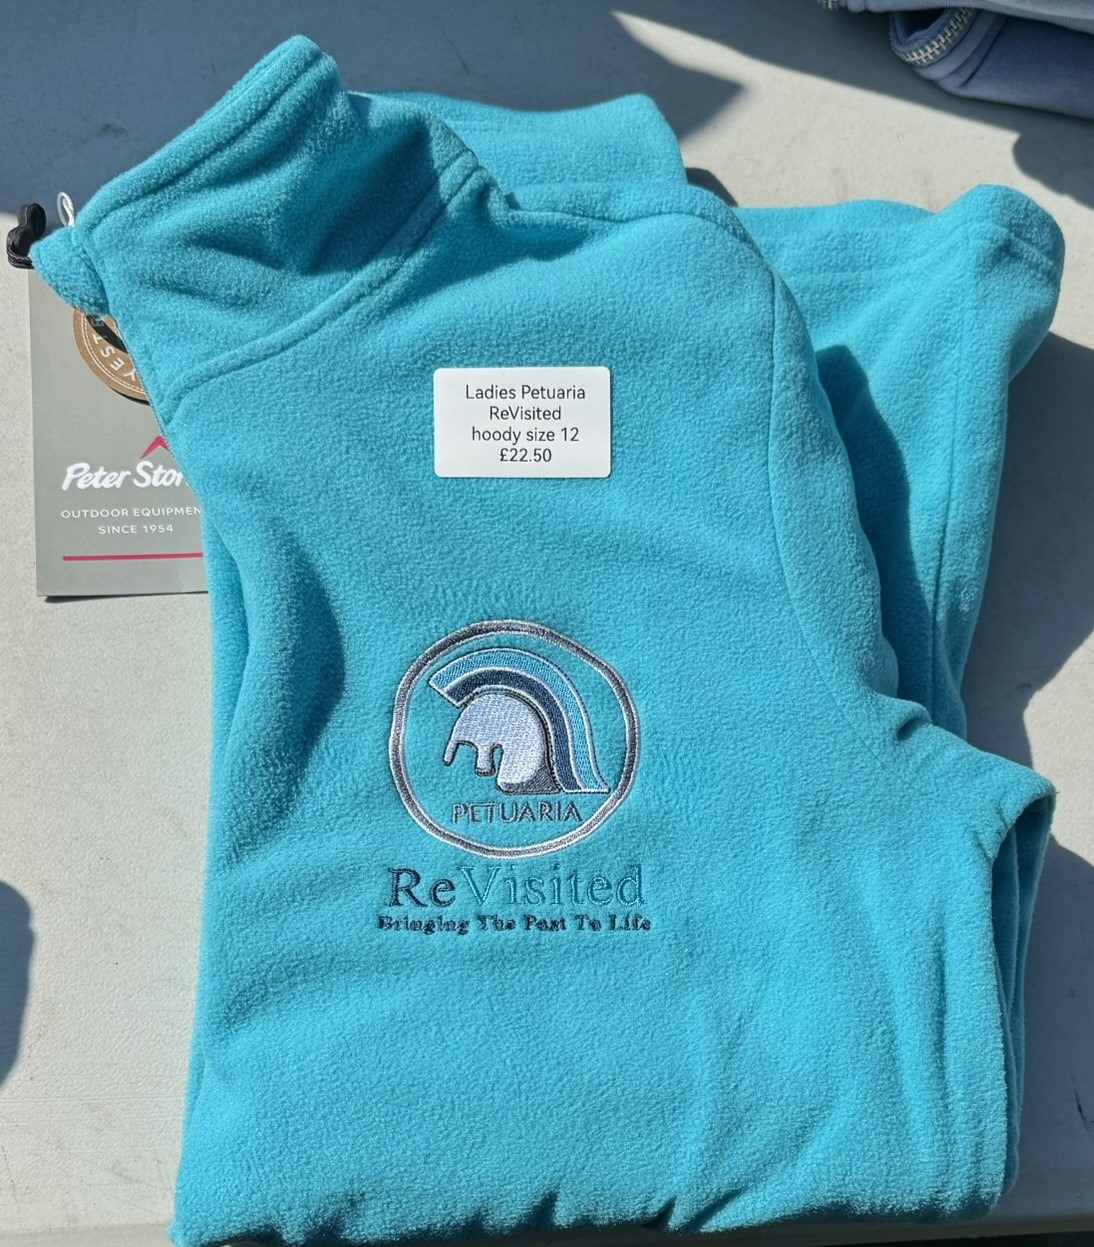 Ladies Petuaria
ReVisited
hoody size 12
£22.50
Peter Stor
OUTDOOR EQUIPMEN
SINCE 1954
PETUARIA
ReVisited
Bringing The Past To Life